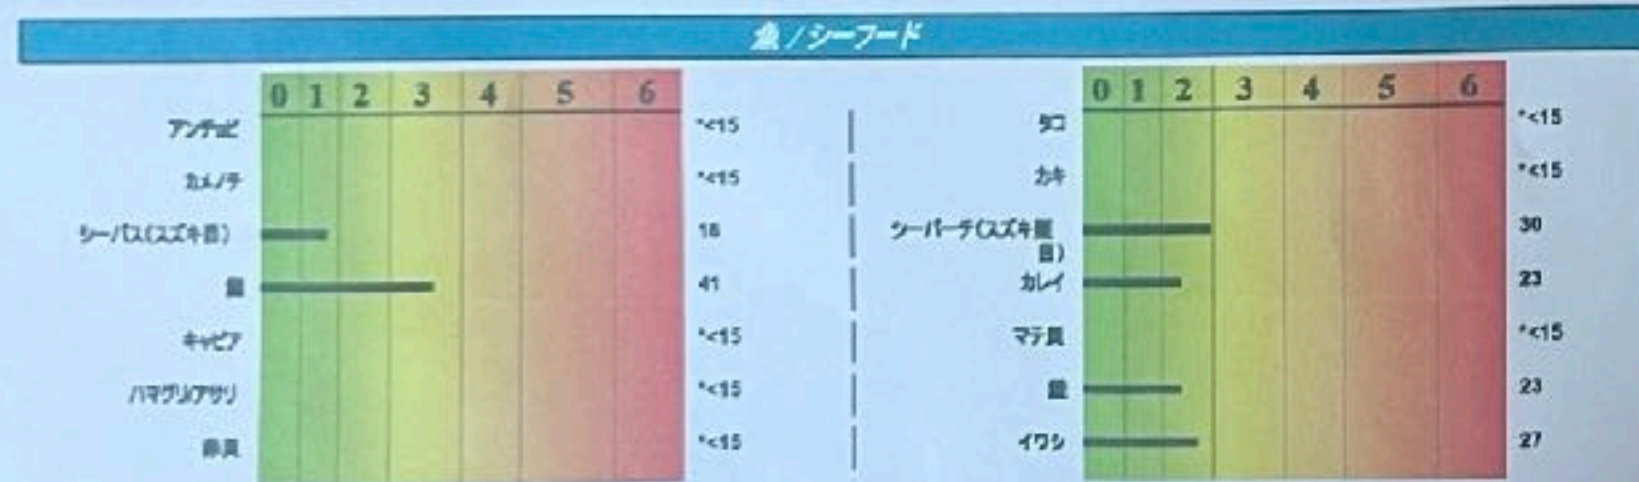 魚/シーフード
0 1 2 3 4 5 6
アンチョビ *<15
カメノテ *<15
シーバス(スズキ目) 18
41
キャビア *<15
ハマグリ/アサリ *<15
赤貝 *<15
0 1 2 3 4 5 6
タコ *<15
カキ *<15
シーパーチ(スズキ亜目) 30
カレイ 23
マテ貝 *<15
23
イワシ 27